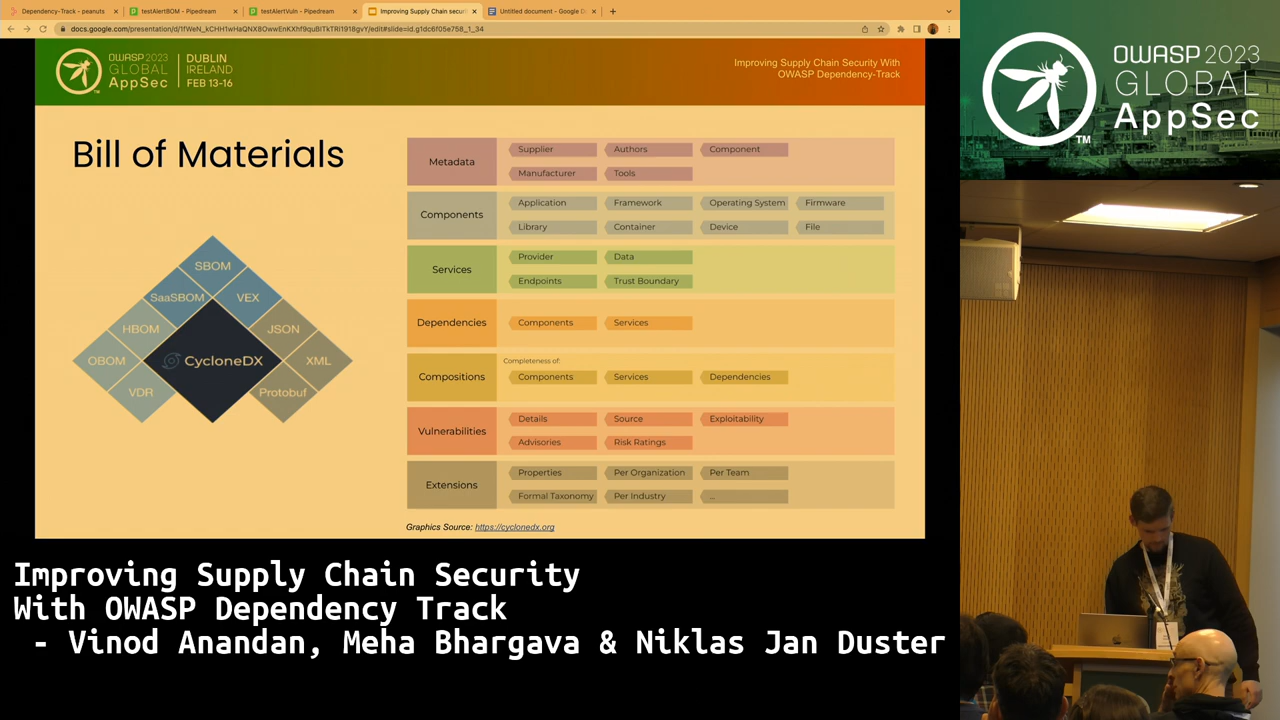 Dependency-Track - peanuts
testAlertBOM - Pipedream
testAlertVuln - Pipedream
Improving Supply Chain securi
Untitled document - Google D
docs.google.com/presentation/d/1fWeN_kCHH1wHaQNX8OwwEnKXhf9quBlTkTRl1918gvY/edit#slide=id.g1dc6f05e758_1_34
OWASP 2023
GLOBAL
AppSec
TM
DUBLIN
IRELAND
FEB 13-16
Improving Supply Chain Security With
OWASP Dependency-Track
OWASP 2023
GLOBAL
AppSec
TM
Bill of Materials
SBOM
SaaSBOM
VEX
HBOM
JSON
OBOM
CycloneDX
XML
VDR
Protobuf
Metadata
Supplier
Authors
Component
Manufacturer
Tools
Components
Application
Framework
Operating System
Firmware
Library
Container
Device
File
Services
Provider
Data
Endpoints
Trust Boundary
Dependencies
Components
Services
Compositions
Completeness of:
Components
Services
Dependencies
Vulnerabilities
Details
Source
Exploitability
Advisories
Risk Ratings
Extensions
Properties
Per Organization
Per Team
Formal Taxonomy
Per Industry
...
Graphics Source: https://cyclonedx.org
Improving Supply Chain Security
With OWASP Dependency Track
- Vinod Anandan, Meha Bhargava & Niklas Jan Duster